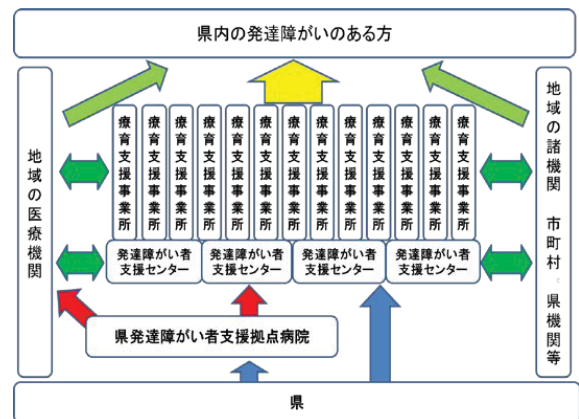 県内の発達障がいのある方
地域の医療機関
療育支援事業所
療育支援事業所
療育支援事業所
療育支援事業所
療育支援事業所
療育支援事業所
療育支援事業所
療育支援事業所
療育支援事業所
療育支援事業所
療育支援事業所
療育支援事業所
療育支援事業所
地域の諸機関 市町村、県機関等
発達障がい者
支援センター
発達障がい者
支援センター
発達障がい者
支援センター
発達障がい者
支援センター
県発達障がい者支援拠点病院
県